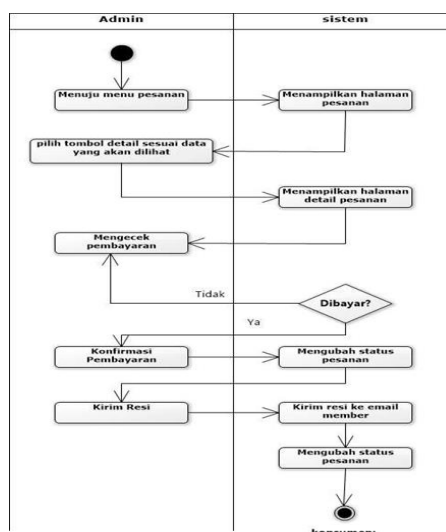 Admin
sistem
Menuju menu pesanan
Menampilkan halaman
pesanan
pilih tombol detail sesuai data
yang akan dilihat
Menampilkan halaman
detail pesanan
Mengecek
pembayaran
Tidak
Dibayar?
Ya
Konfirmasi
Pembayaran
Mengubah status
pesanan
Kirim Resi
Kirim resi ke email
member
Mengubah status
pesanan